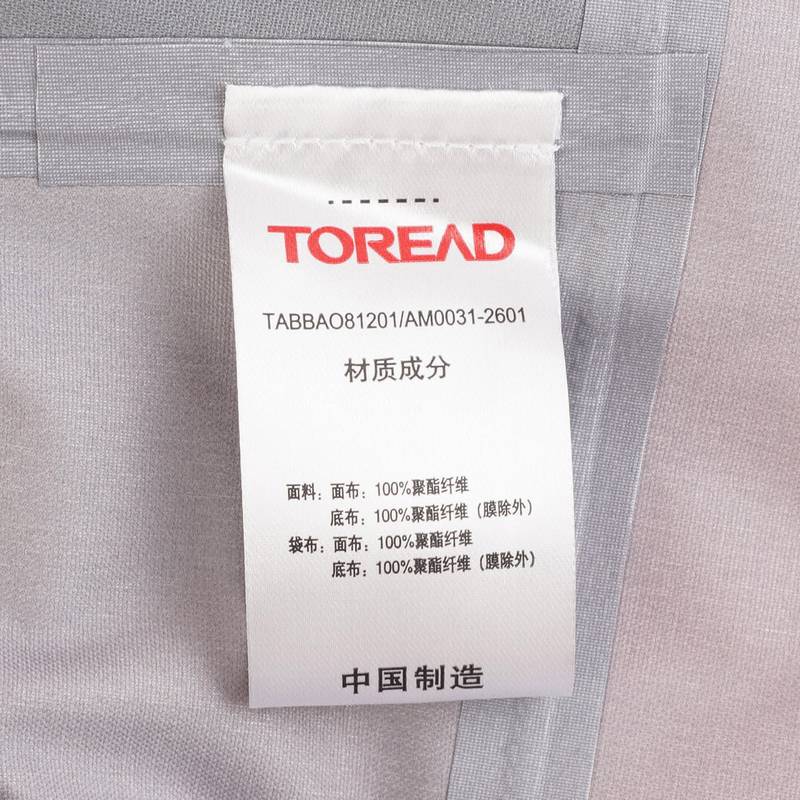 TOREAD
TABBAO81201/AM0031-2601
材质成分
面料：面布：100%聚酯纤维
底布：100%聚酯纤维（膜除外）
袋布：面布：100%聚酯纤维
底布：100%聚酯纤维（膜除外）
中国制造